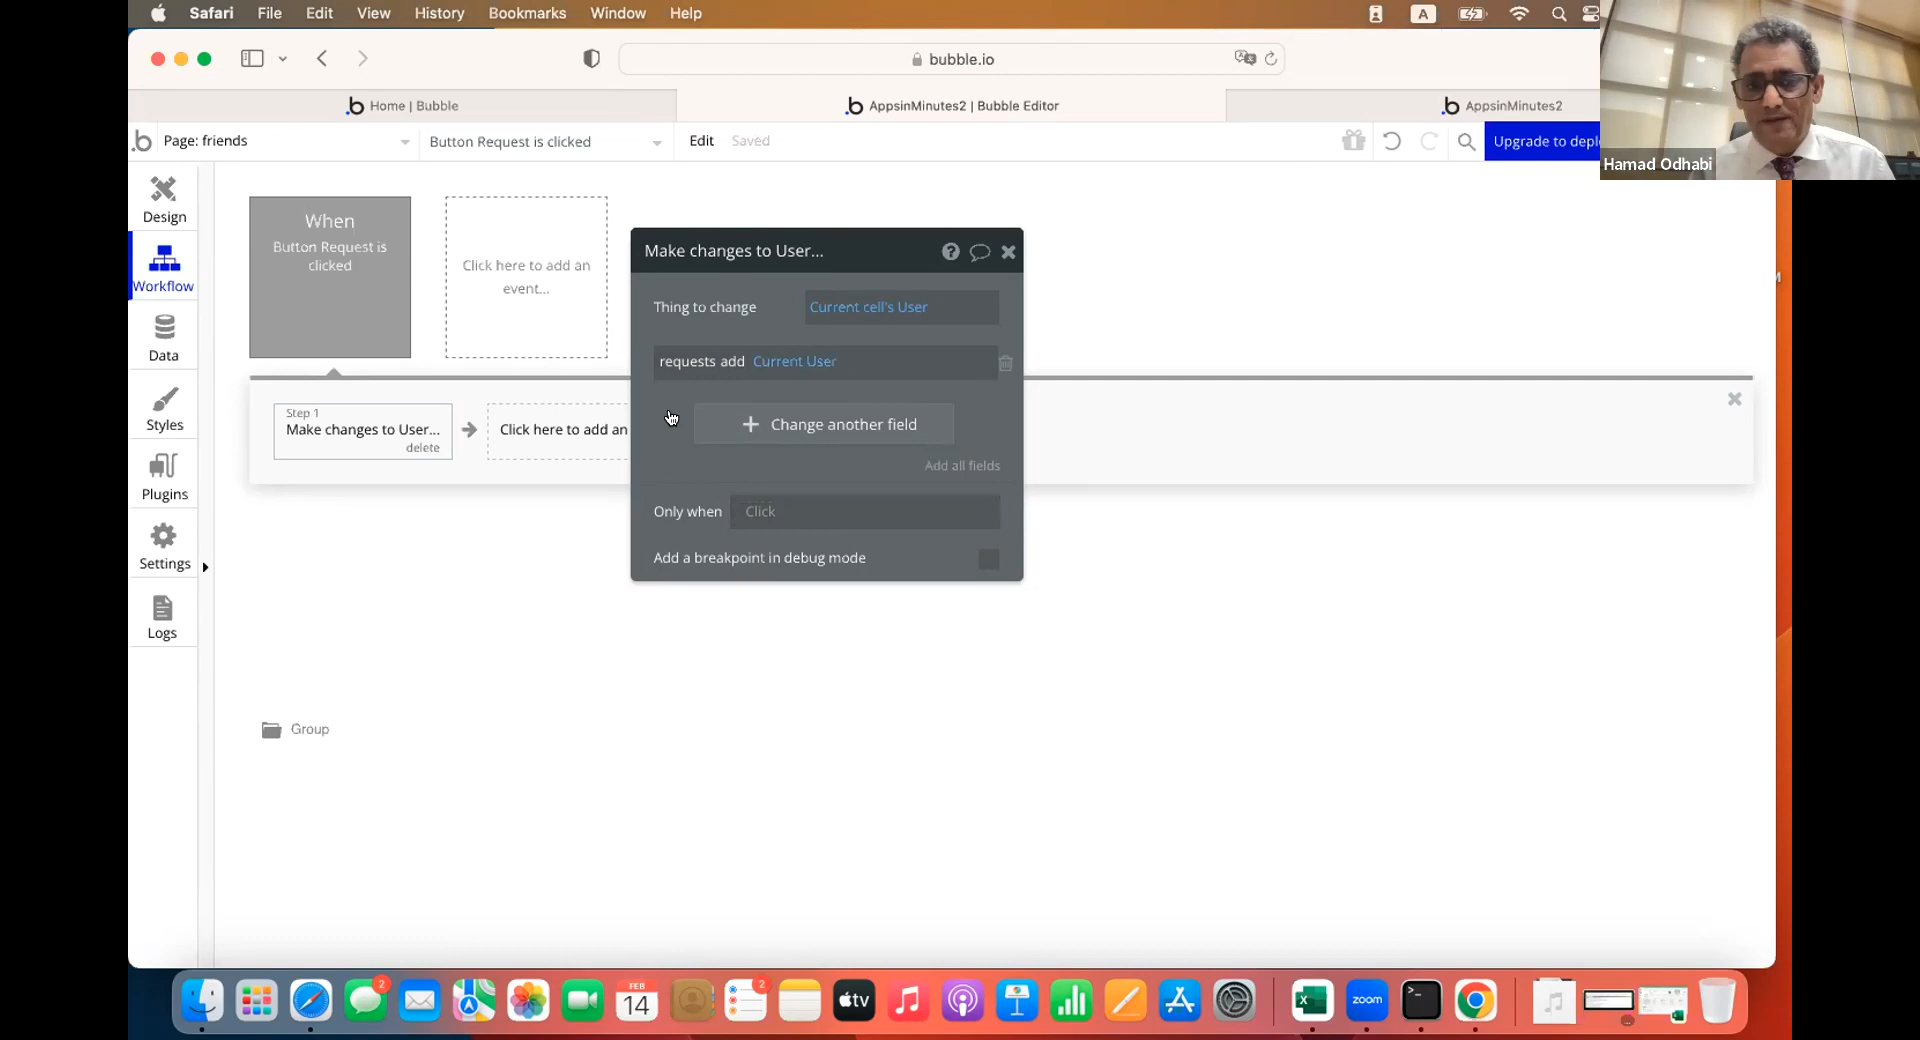 Safari File Edit View History Bookmarks Window Help
A
bubble.io
Home | Bubble
AppsinMinutes2 | Bubble Editor
AppsinMinutes2
Page: friends
Button Request is clicked
Edit
Saved
Upgrade to depl
Hamad Odhabi
Design
Workflow
Data
Styles
Plugins
Settings
Logs
When
Button Request is
clicked
Click here to add an
event...
Step 1
Make changes to User...
delete
Click here to add an
Make changes to User...
Thing to change
Current cell's User
requests add Current User
Change another field
Add all fields
Only when
Click
Add a breakpoint in debug mode
Group
2
FEB
14
2
tv
zoom